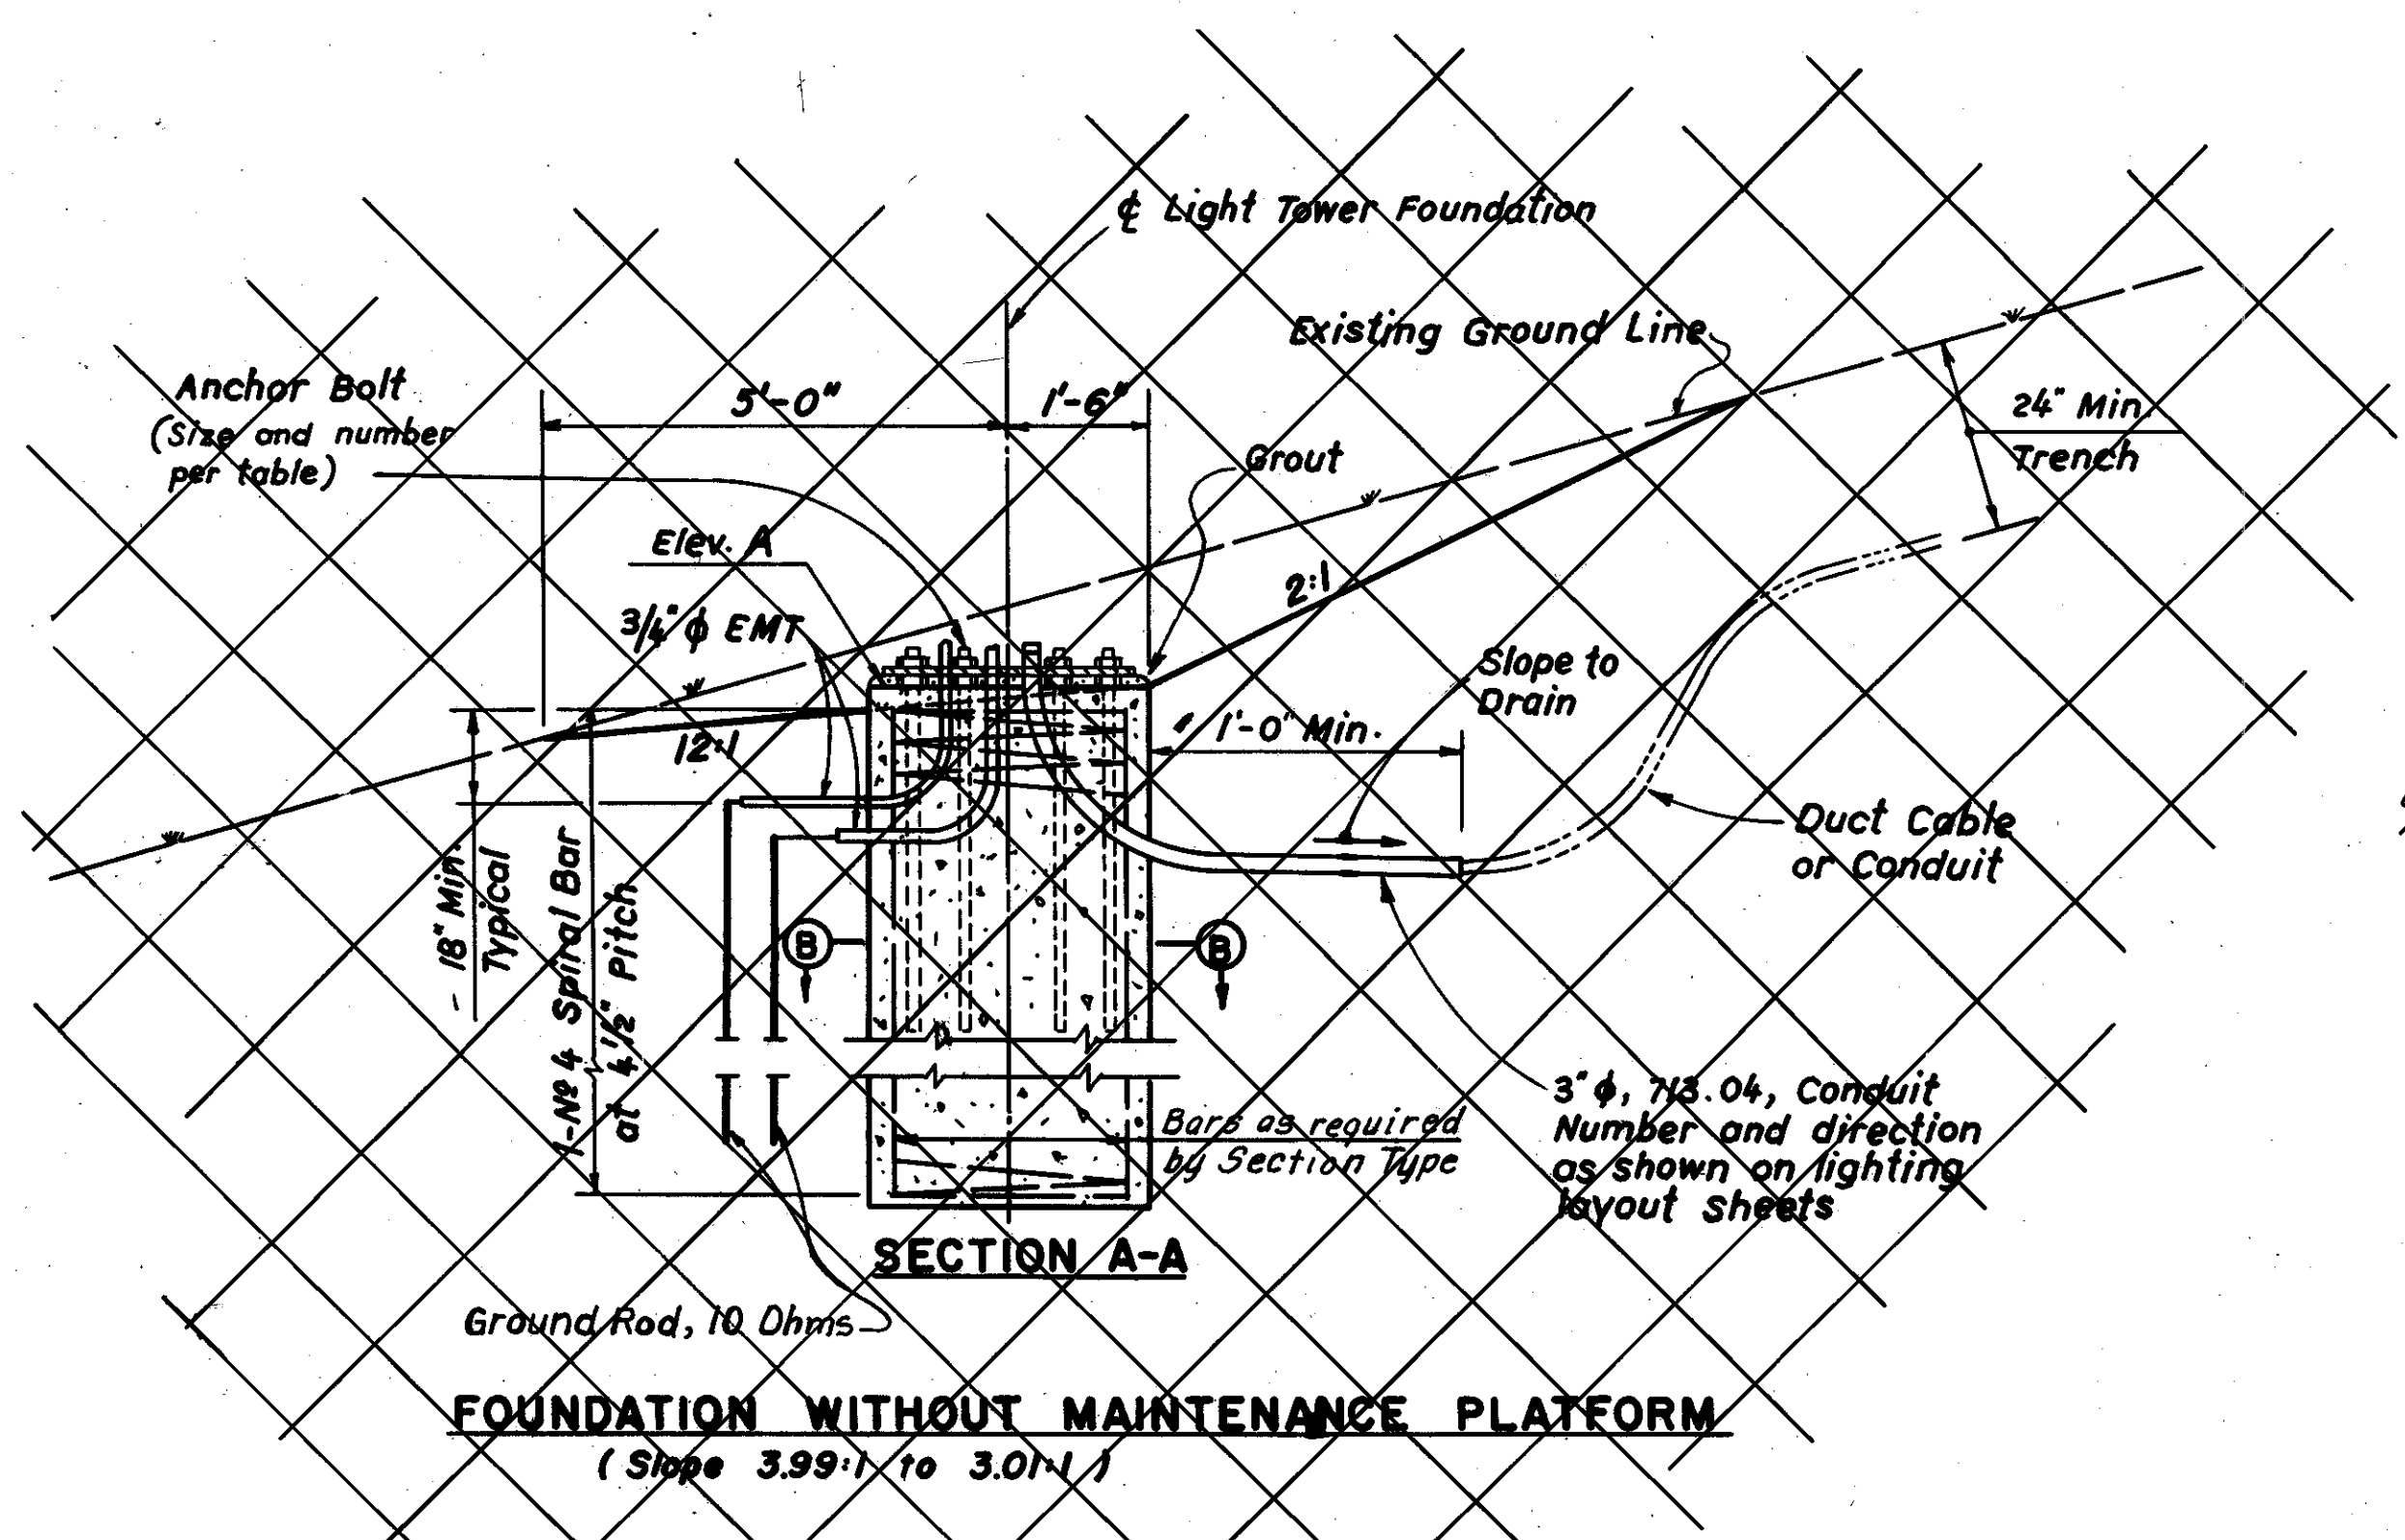 ℄ Light Tower Foundation
Existing Ground Line
Anchor Bolt
(Size and number
per table)
5'-0"
1'-6"
24" Min.
Trench
Grout
Elev. A
2:1
3/4" ϕ EMT
Slope to
Drain
1'-0" Min.
12:1
Duct Cable
or Conduit
18" Min.
Typical
1-No 4 Spiral Bar
at 4 1/2" Pitch
B
B
3" ϕ, 713.04, Conduit
Number and direction
as shown on lighting
layout sheets
Bars as required
by Section Type
SECTION A-A
Ground Rod, 10 Ohms
FOUNDATION WITHOUT MAINTENANCE PLATFORM
(Slope 3.99:1 to 3.01:1)